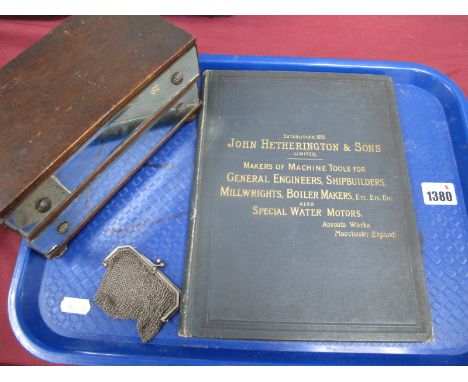 ESTABLISHED 1830
JOHN HETHERINGTON & SONS
LIMITED.
MAKERS OF MACHINE TOOLS FOR
GENERAL ENGINEERS, SHIPBUILDERS,
MILLWRIGHTS, BOILER MAKERS, ETC. ETC. ETC.
ALSO
SPECIAL WATER MOTORS.
Ancoats Works
Manchester (England)
1380